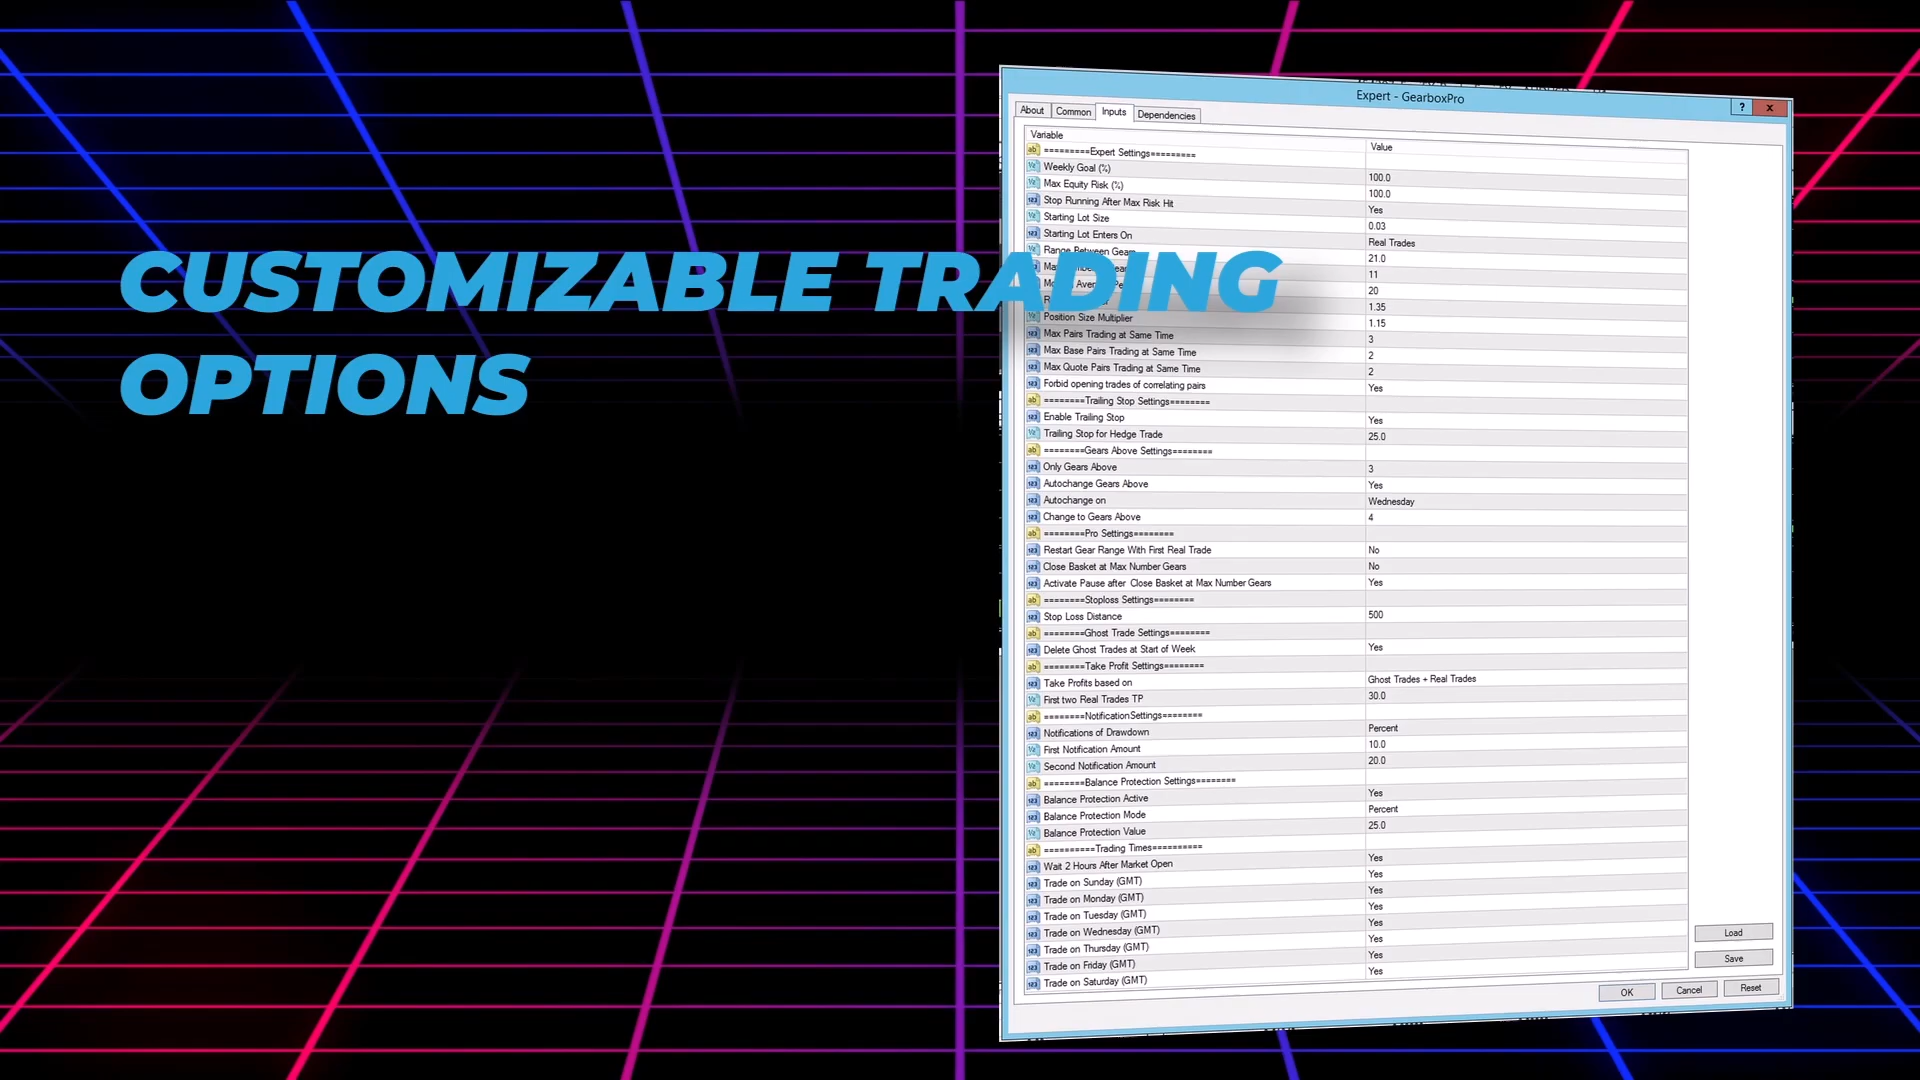 CUSTOMIZABLE TRADING
OPTIONS
Expert - GearboxPro
? x
About Common Inputs Dependencies
Variable Value
=========Expert Settings=========
Weekly Goal (%) 100.0
Max Equity Risk (%) 100.0
Stop Running After Max Risk Hit Yes
Starting Lot Size 0.03
Starting Lot Enters On Real Trades
Range Between Gears 21.0
11
20
1.35
Position Size Multiplier 1.15
Max Pairs Trading at Same Time 3
Max Base Pairs Trading at Same Time 2
Max Quote Pairs Trading at Same Time 2
Forbid opening trades of correlating pairs Yes
========Trailing Stop Settings========
Enable Trailing Stop Yes
Trailing Stop for Hedge Trade 25.0
========Gears Above Settings========
Only Gears Above 3
Autochange Gears Above Yes
Autochange on Wednesday
Change to Gears Above 4
========Pro Settings========
Restart Gear Range With First Real Trade No
Close Basket at Max Number Gears No
Activate Pause after Close Basket at Max Number Gears Yes
========Stoploss Settings========
Stop Loss Distance 500
========Ghost Trade Settings========
Delete Ghost Trades at Start of Week Yes
========Take Profit Settings========
Take Profits based on Ghost Trades + Real Trades
First two Real Trades TP 30.0
========NotificationSettings========
Notifications of Drawdown Percent
First Notification Amount 10.0
Second Notification Amount 20.0
========Balance Protection Settings========
Balance Protection Active Yes
Balance Protection Mode Percent
Balance Protection Value 25.0
==========Trading Times==========
Wait 2 Hours After Market Open Yes
Trade on Sunday (GMT) Yes
Trade on Monday (GMT) Yes
Trade on Tuesday (GMT) Yes
Trade on Wednesday (GMT) Yes
Trade on Thursday (GMT) Yes
Trade on Friday (GMT) Yes
Trade on Saturday (GMT) Yes
Load
Save
OK Cancel Reset